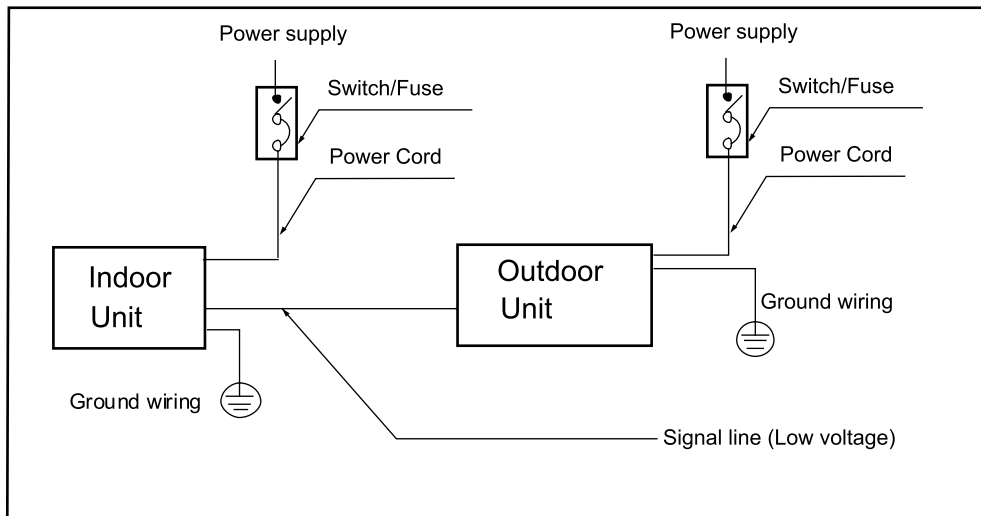 Power supply
Switch/Fuse
Power Cord
Indoor
Unit
Ground wiring
Power supply
Switch/Fuse
Power Cord
Outdoor
Unit
Ground wiring
Signal line (Low voltage)